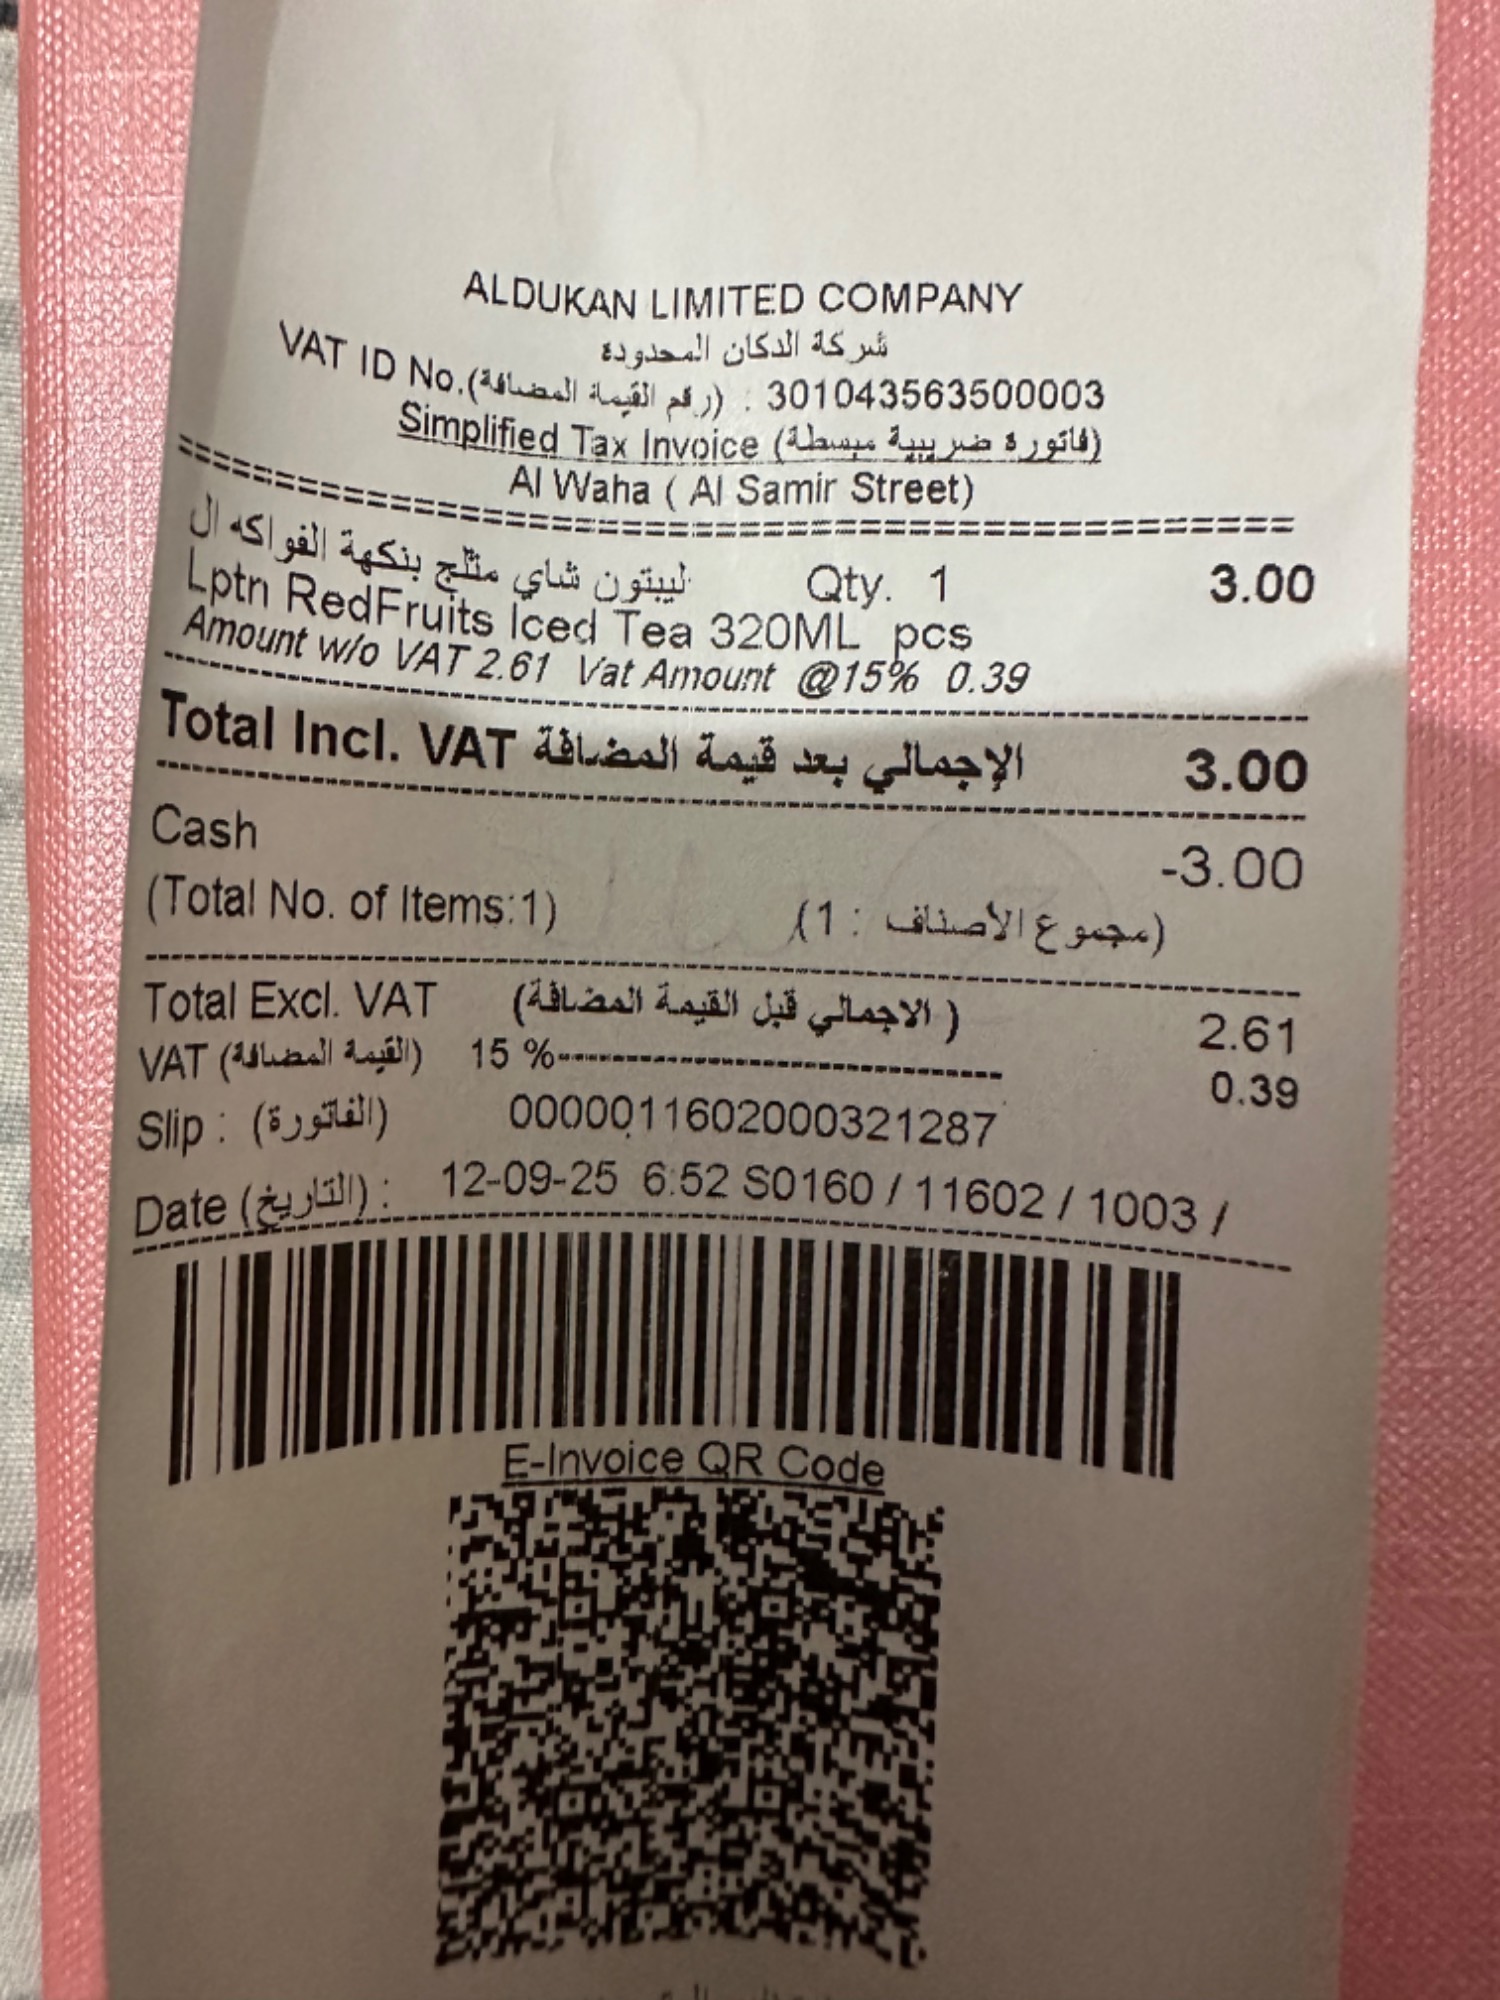 ALDUKAN LIMITED COMPANY
شركة الدكان المحدودة
VAT ID No.(رقم القيمة المضافة) : 301043563500003
Simplified Tax Invoice (فاتورة ضريبية مبسطة)
Al Waha ( Al Samir Street)
ليبتون شاي مثلج بنكهة الفواكه ال Qty. 1 3.00
Lptn RedFruits Iced Tea 320ML pcs
Amount w/o VAT 2.61 Vat Amount @15% 0.39
Total Incl. VAT الإجمالي بعد قيمة المضافة 3.00
Cash -3.00
(Total No. of Items:1) (مجموع الأصناف : 1)
Total Excl. VAT (الاجمالي قبل القيمة المضافة ) 2.61
VAT (القيمة المضافة) 15 % 0.39
Slip : (الفاتورة) 0000011602000321287
Date (التاريخ) : 12-09-25 6:52 S0160 / 11602 / 1003 /
E-Invoice QR Code